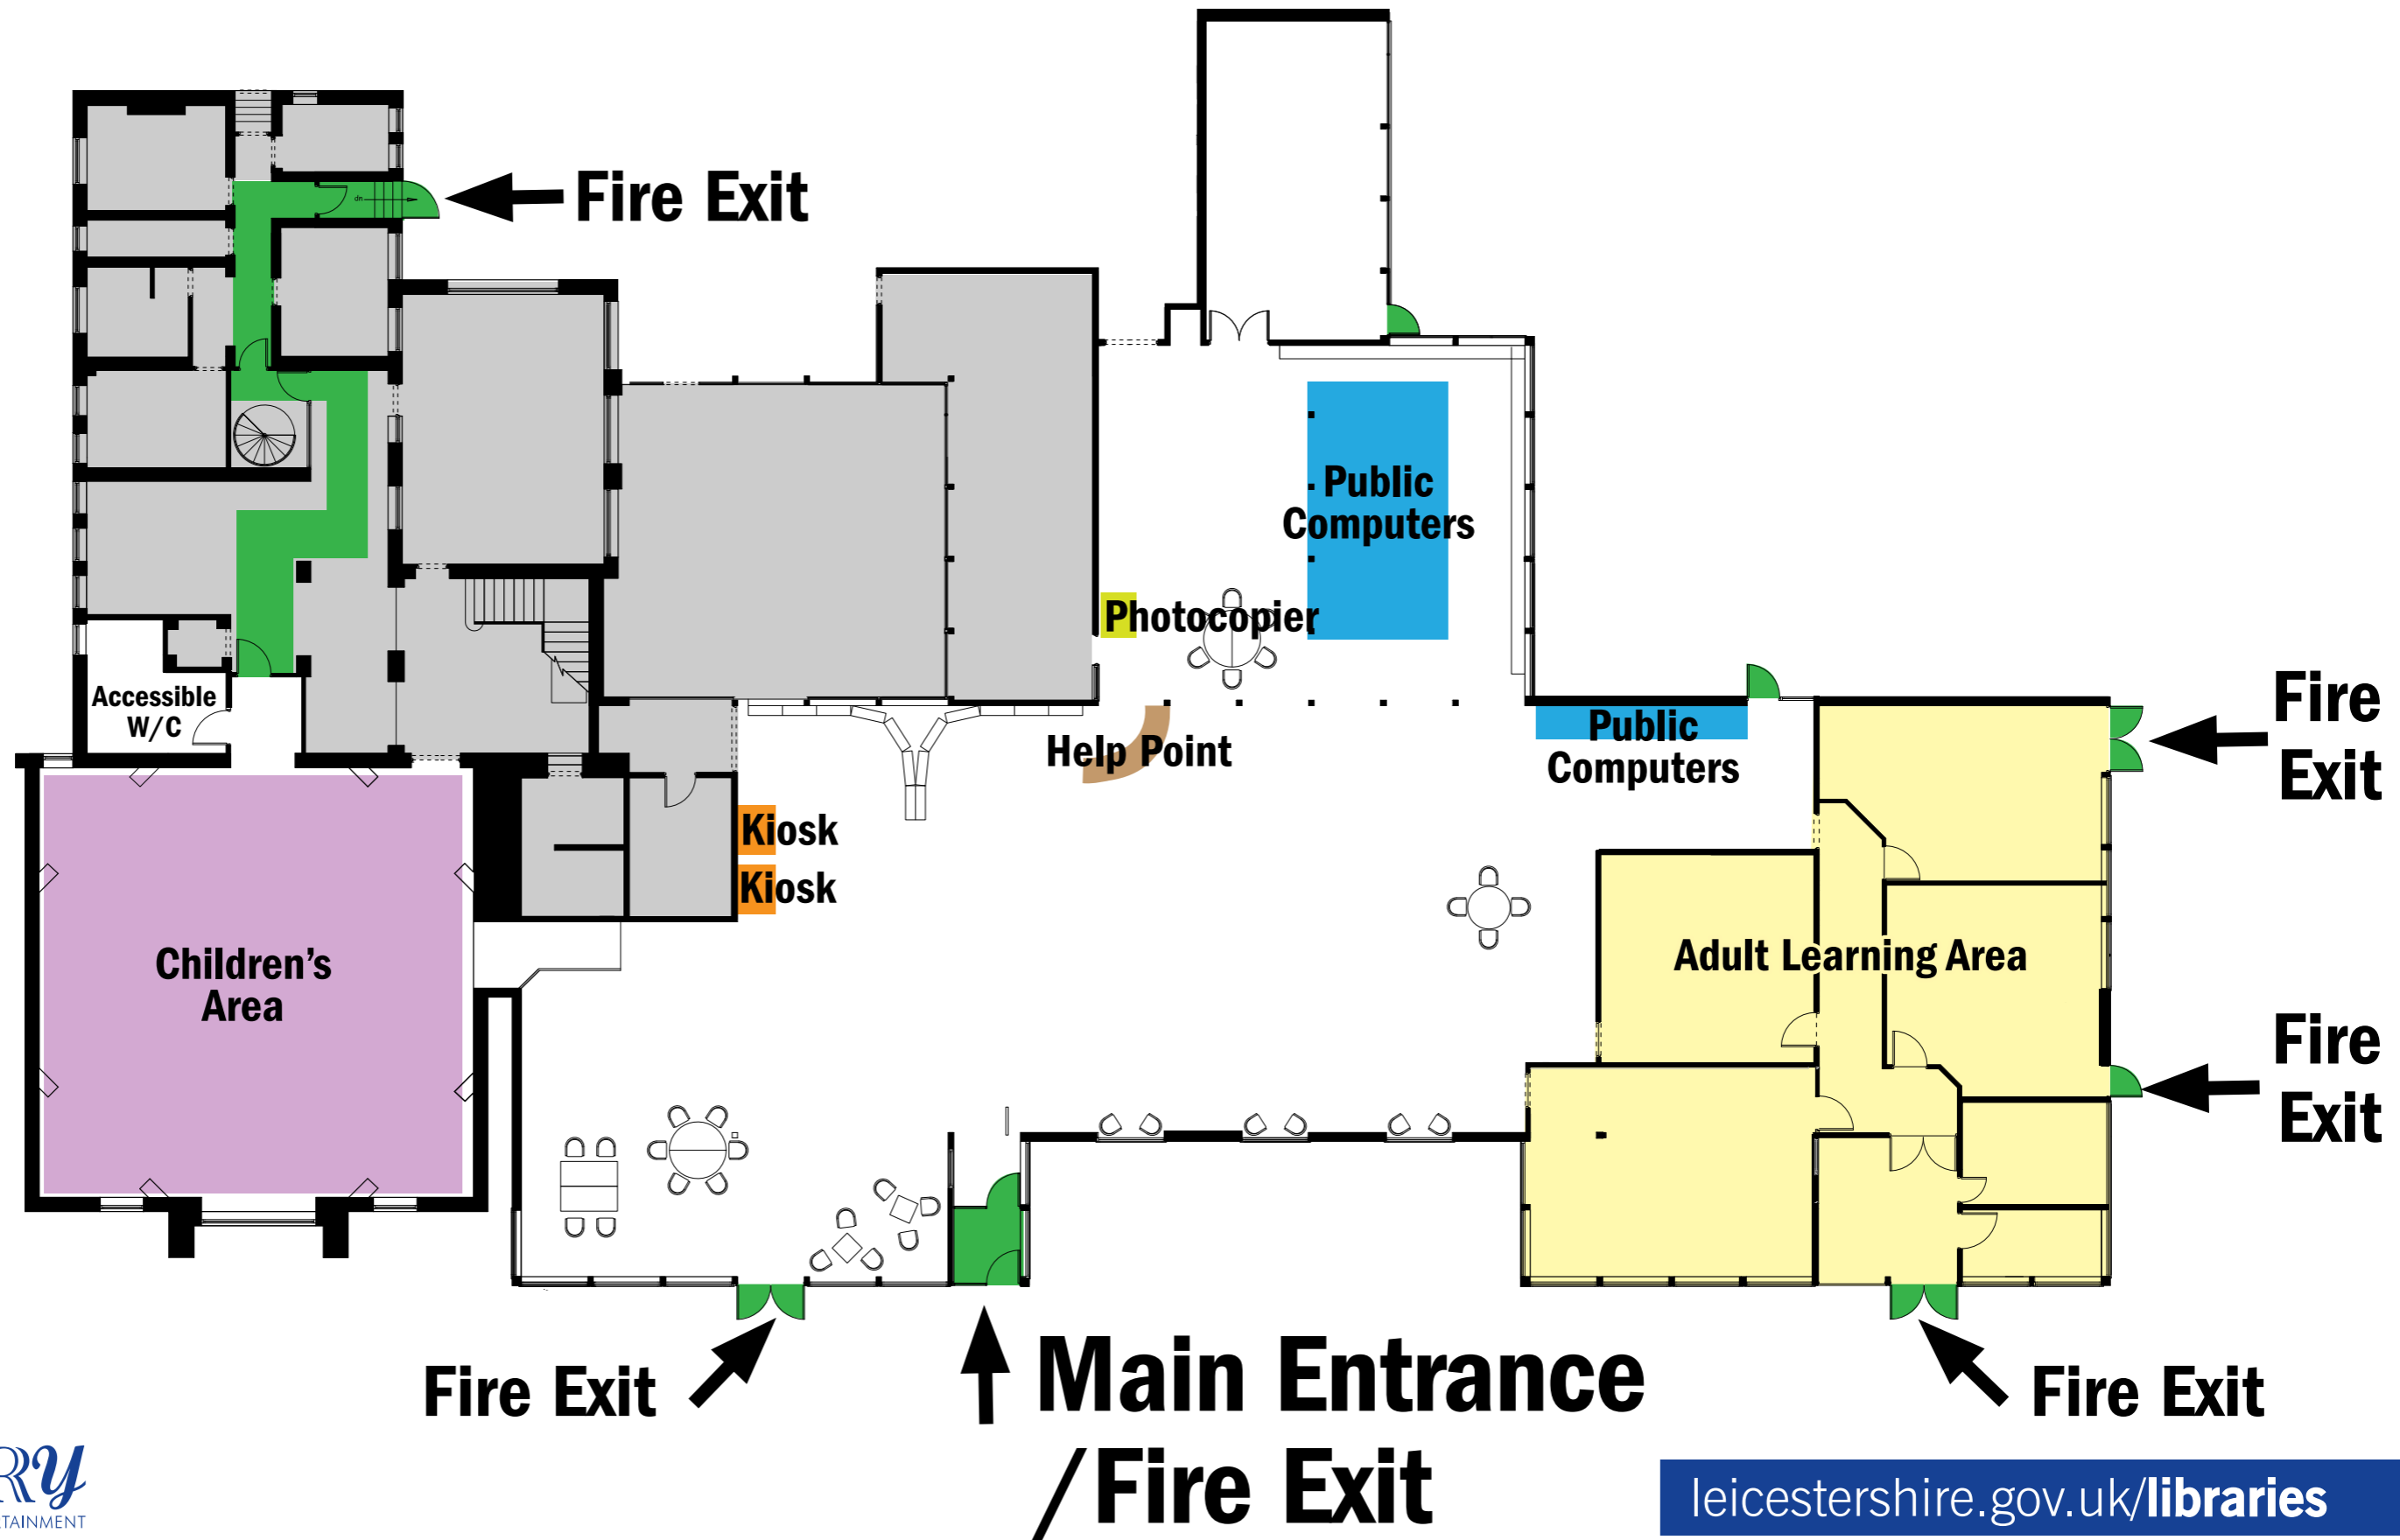 Fire Exit
dn
Public
Computers
Photocopier
Accessible
W/C
Help Point
Public
Computers
Fire
Exit
Kiosk
Kiosk
Children's
Area
Adult Learning Area
Fire
Exit
Fire Exit
Main Entrance
/Fire Exit
Fire Exit
leicestershire.gov.uk/libraries